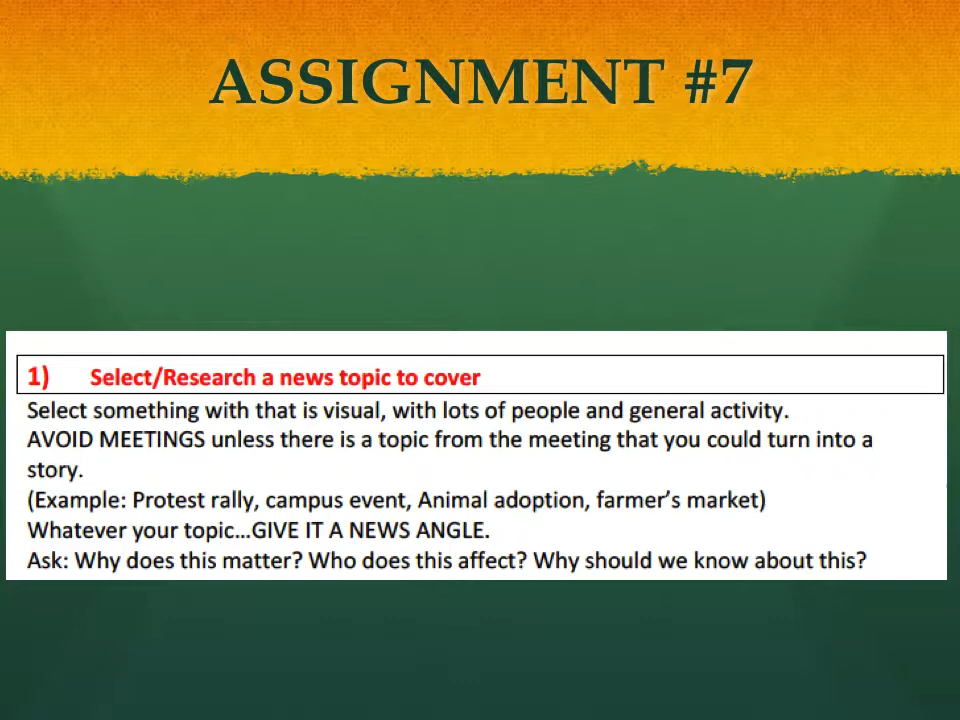 ASSIGNMENT #7
1) Select/Research a news topic to cover
Select something with that is visual, with lots of people and general activity.
AVOID MEETINGS unless there is a topic from the meeting that you could turn into a
story.
(Example: Protest rally, campus event, Animal adoption, farmer's market)
Whatever your topic…GIVE IT A NEWS ANGLE.
Ask: Why does this matter? Who does this affect? Why should we know about this?